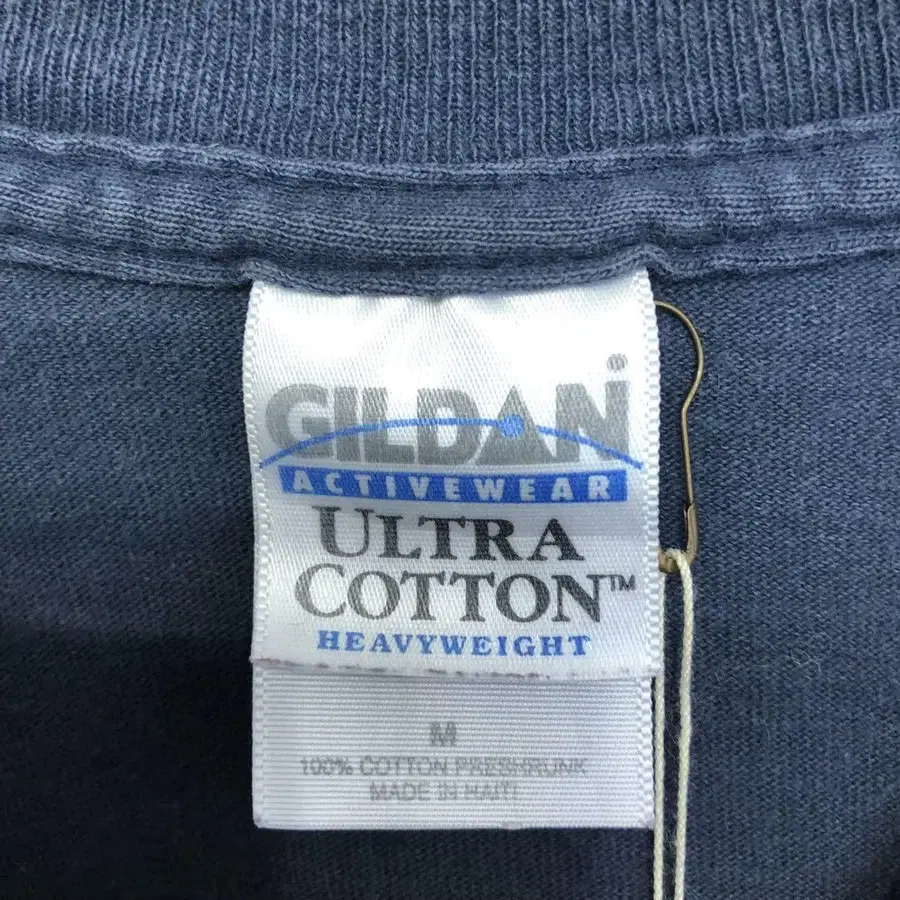 GILDAN
ACTIVEWEAR
ULTRA
COTTON™
HEAVYWEIGHT
M
100% COTTON PRESHRUNK
MADE IN HAITI